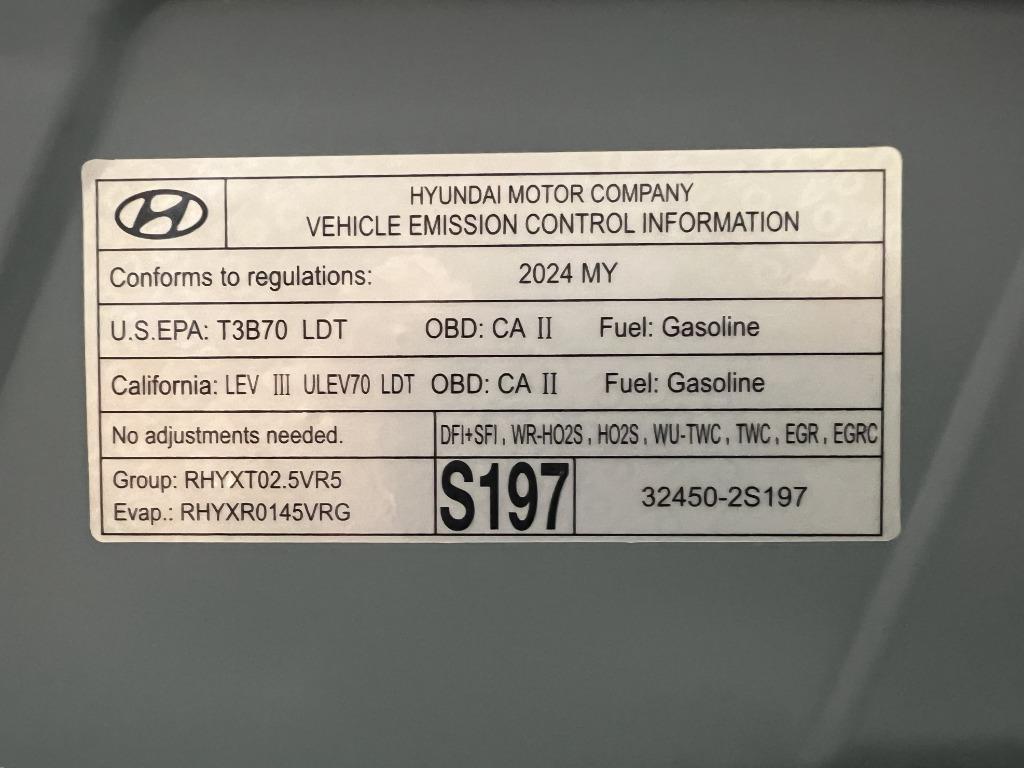 HYUNDAI MOTOR COMPANY
VEHICLE EMISSION CONTROL INFORMATION
Conforms to regulations: 2024 MY
U.S.EPA: T3B70 LDT OBD: CA II Fuel: Gasoline
California: LEV III ULEV70 LDT OBD: CA II Fuel: Gasoline
No adjustments needed. DFI+SFI, WR-HO2S, HO2S, WU-TWC, TWC, EGR, EGRC
Group: RHYXT02.5VR5
Evap.: RHYXR0145VRG
S197 32450-2S197